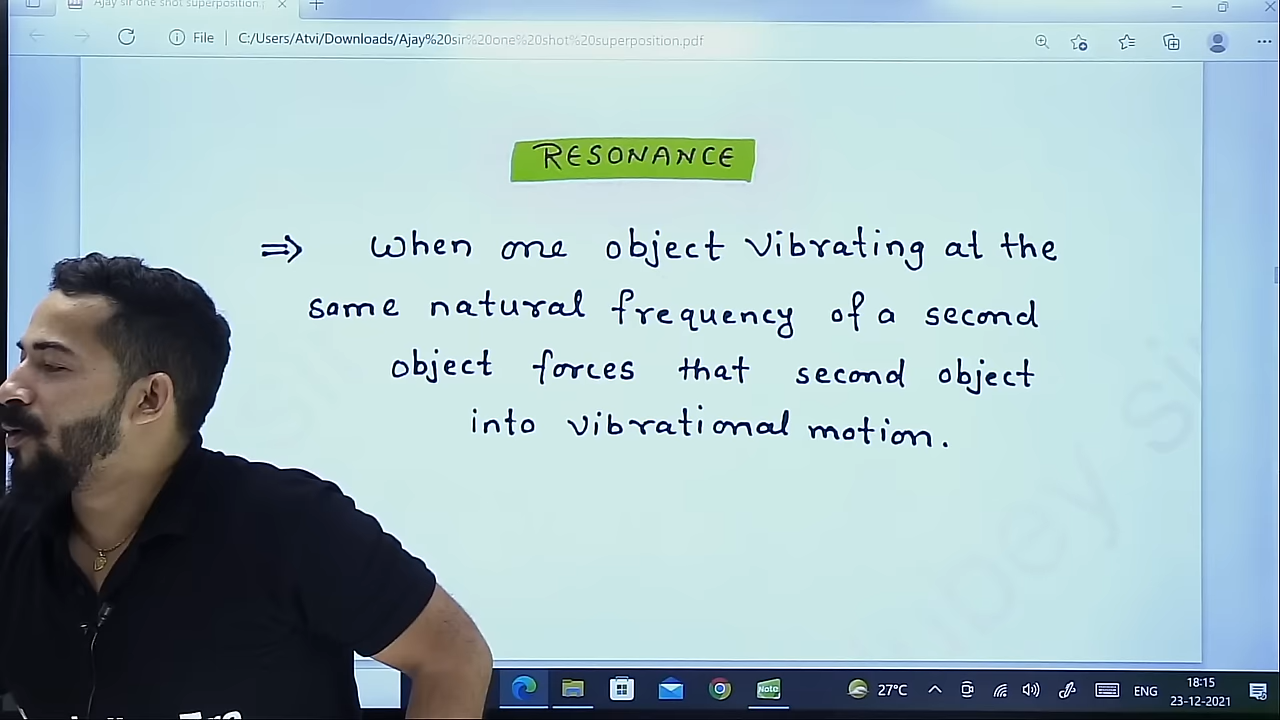 Ajay sir one shot superposition
File
C:/Users/Atvi/Downloads/Ajay%20sir%20one%20shot%20superposition.pdf
RESONANCE
⇒ When one object vibrating at the
same natural frequency of a second
object forces that second object
into vibrational motion.
Note
27°C
ENG
18:15
23-12-2021